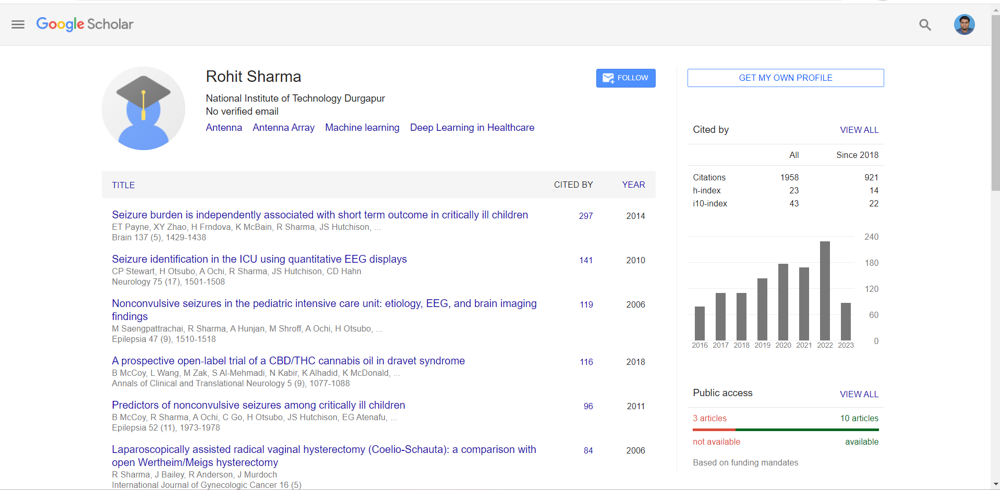 Google Scholar
Rohit Sharma
FOLLOW
National Institute of Technology Durgapur
No verified email
Antenna Antenna Array Machine learning Deep Learning in Healthcare
TITLE CITED BY YEAR
Seizure burden is independently associated with short term outcome in critically ill children 297 2014
ET Payne, XY Zhao, H Frndova, K McBain, R Sharma, JS Hutchison, ...
Brain 137 (5), 1429-1438
Seizure identification in the ICU using quantitative EEG displays 141 2010
CP Stewart, H Otsubo, A Ochi, R Sharma, JS Hutchison, CD Hahn
Neurology 75 (17), 1501-1508
Nonconvulsive seizures in the pediatric intensive care unit: etiology, EEG, and brain imaging 119 2006
findings
M Saengpattrachai, R Sharma, A Hunjan, M Shroff, A Ochi, H Otsubo, ...
Epilepsia 47 (9), 1510-1518
A prospective open-label trial of a CBD/THC cannabis oil in dravet syndrome 116 2018
B McCoy, L Wang, M Zak, S Al-Mehmadi, N Kabir, K Alhadid, K McDonald, ...
Annals of Clinical and Translational Neurology 5 (9), 1077-1088
Predictors of nonconvulsive seizures among critically ill children 96 2011
B McCoy, R Sharma, A Ochi, C Go, H Otsubo, JS Hutchison, EG Atenafu, ...
Epilepsia 52 (11), 1973-1978
Laparoscopically assisted radical vaginal hysterectomy (Coelio-Schauta): a comparison with 84 2006
open Wertheim/Meigs hysterectomy
R Sharma, J Bailey, R Anderson, J Murdoch
International Journal of Gynecologic Cancer 16 (5)
GET MY OWN PROFILE
Cited by VIEW ALL
All Since 2018
Citations 1958 921
h-index 23 14
i10-index 43 22
240
180
120
60
0
2016 2017 2018 2019 2020 2021 2022 2023
Public access VIEW ALL
3 articles 10 articles
not available available
Based on funding mandates